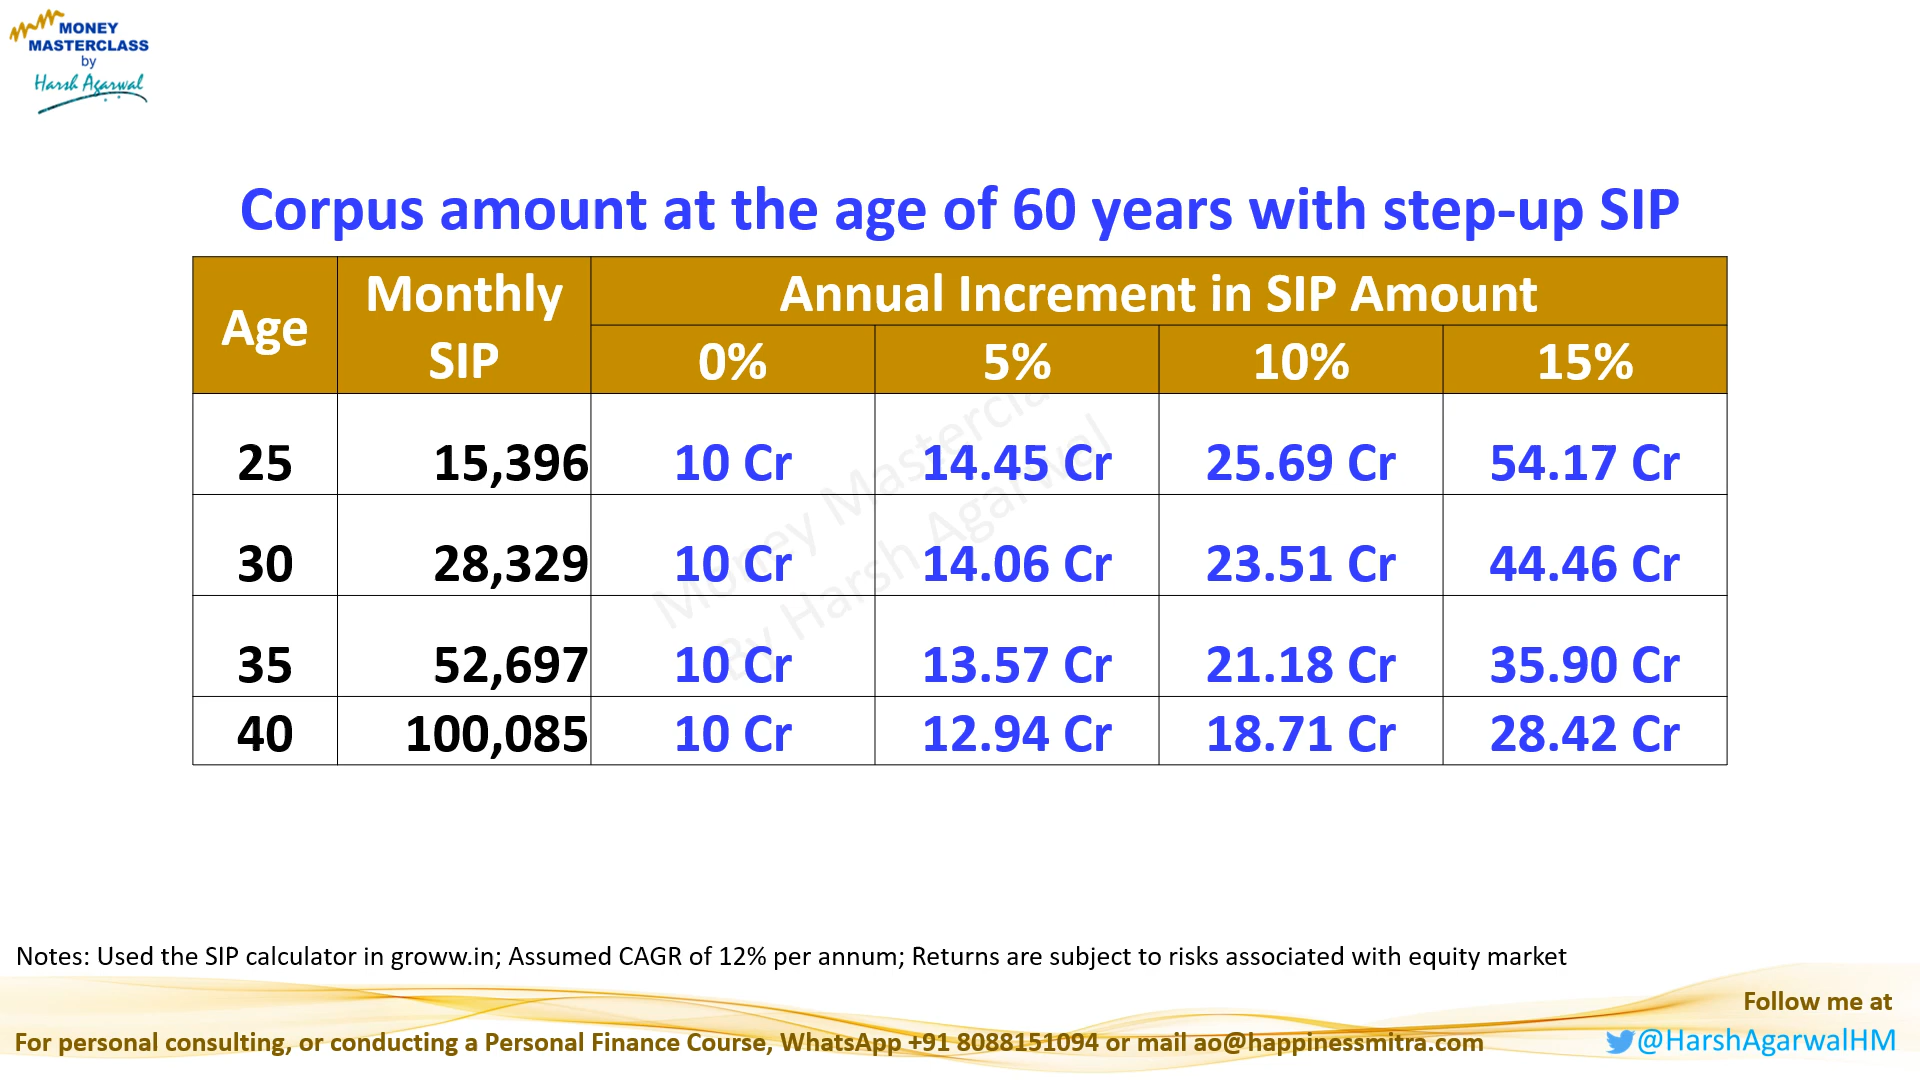 MONEY
MASTERCLASS
by
Harsh Agarwal
Corpus amount at the age of 60 years with step-up SIP
Age Monthly SIP Annual Increment in SIP Amount
0% 5% 10% 15%
25 15,396 10 Cr 14.45 Cr 25.69 Cr 54.17 Cr
30 28,329 10 Cr 14.06 Cr 23.51 Cr 44.46 Cr
35 52,697 10 Cr 13.57 Cr 21.18 Cr 35.90 Cr
40 100,085 10 Cr 12.94 Cr 18.71 Cr 28.42 Cr
Money Mastercla
By Harsh Agarwal
Notes: Used the SIP calculator in groww.in; Assumed CAGR of 12% per annum; Returns are subject to risks associated with equity market
Follow me at
For personal consulting, or conducting a Personal Finance Course, WhatsApp +91 8088151094 or mail ao@happinessmitra.com
@HarshAgarwalHM